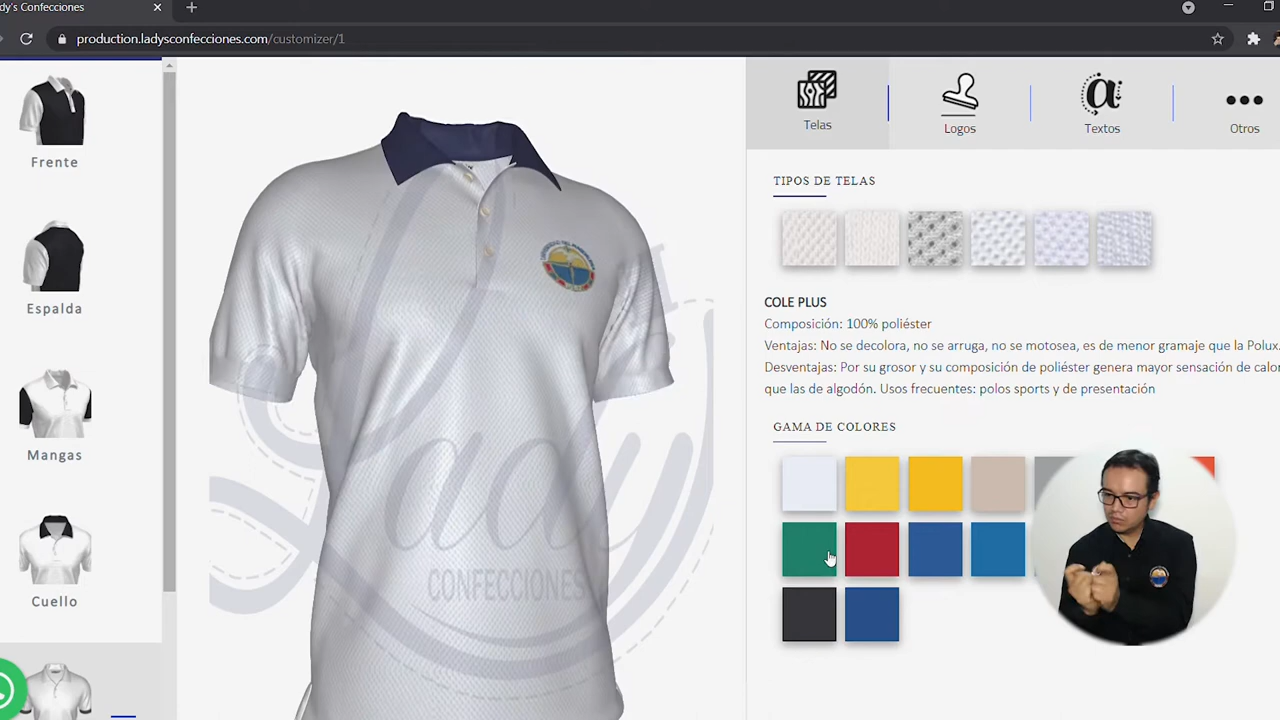 dy's Confecciones
production.ladysconfecciones.com/customizer/1
Frente
Espalda
Mangas
Cuello
Lady
CONFECCIONES
Telas
Logos
Textos
Otros
TIPOS DE TELAS
COLE PLUS
Composición: 100% poliéster
Ventajas: No se decolora, no se arruga, no se motosea, es de menor gramaje que la Polux.
Desventajas: Por su grosor y su composición de poliéster genera mayor sensación de calor
que las de algodón. Usos frecuentes: polos sports y de presentación
GAMA DE COLORES